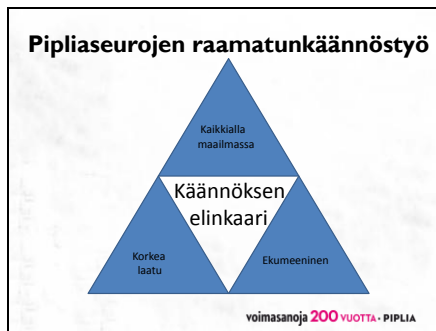 Pipliaseurojen raamatunkäännöstyö
Kaikkialla
maailmassa
Käännöksen
elinkaari
Korkea
laatu
Ekumeeninen
voimasanoja 200 VUOTTA · PIPLIA